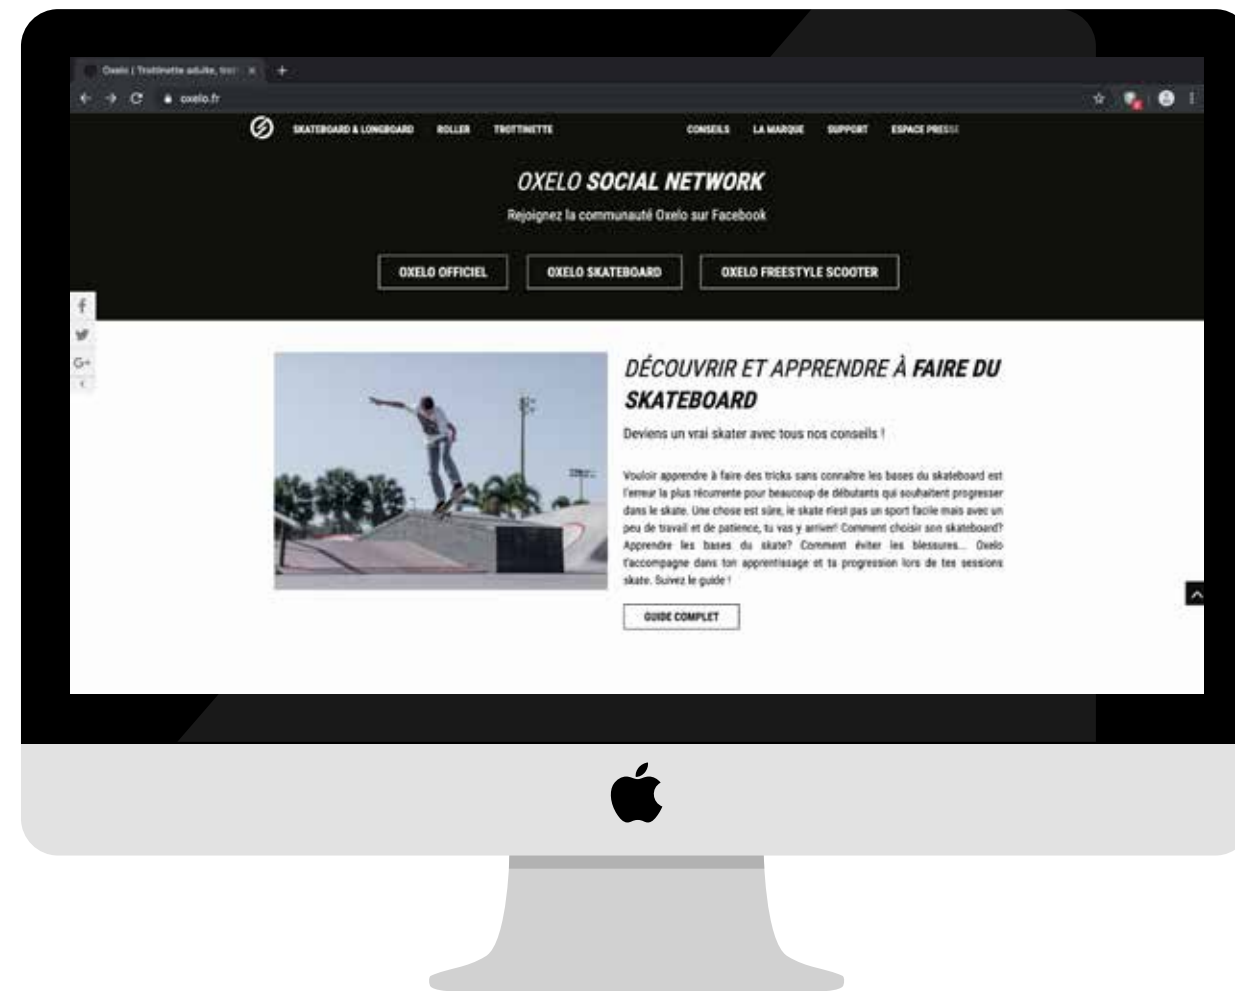 Oxelo | Trottinette adulte, trot
oxelo.fr
SKATEBOARD & LONGBOARD ROLLER TROTTINETTE CONSEILS LA MARQUE SUPPORT ESPACE PRESSE
OXELO SOCIAL NETWORK
Rejoignez la communauté Oxelo sur Facebook
OXELO OFFICIEL OXELO SKATEBOARD OXELO FREESTYLE SCOOTER
G+
DÉCOUVRIR ET APPRENDRE À FAIRE DU
SKATEBOARD
Deviens un vrai skater avec tous nos conseils !
Vouloir apprendre à faire des tricks sans connaître les bases du skateboard est
l'erreur la plus récurrente pour beaucoup de débutants qui souhaitent progresser
dans le skate. Une chose est sûre, le skate n'est pas un sport facile mais avec un
peu de travail et de patience, tu vas y arriver! Comment choisir son skateboard?
Apprendre les bases du skate? Comment éviter les blessures... Oxelo
t'accompagne dans ton apprentissage et ta progression lors de tes sessions
skate. Suivez le guide !
GUIDE COMPLET